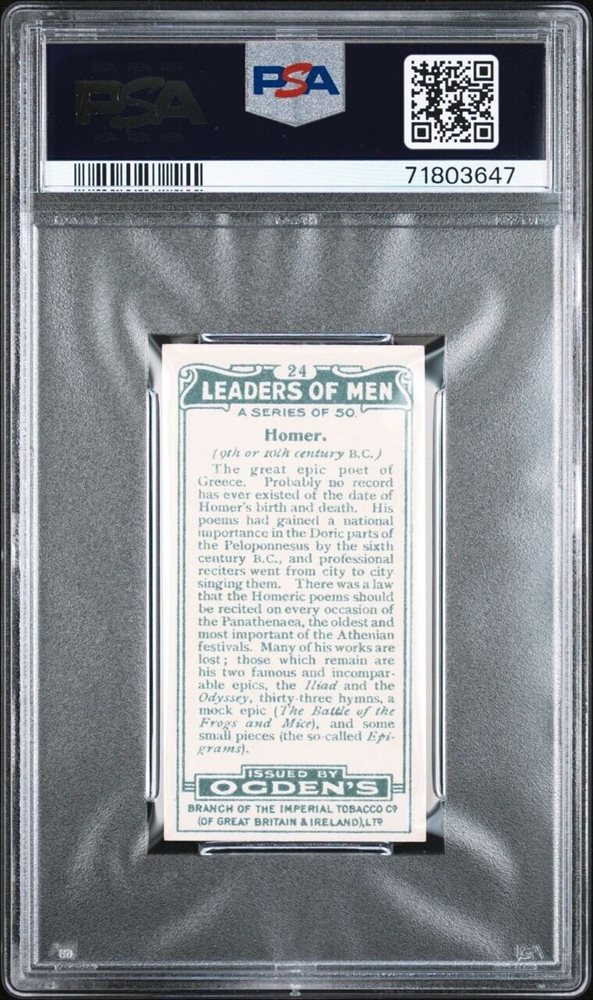 PSA
PSA
71803647
24
LEADERS OF MEN
A SERIES OF 50.
Homer.
(9th or 10th century B.C.)
The great epic poet of
Greece. Probably no record
has ever existed of the date of
Homer's birth and death. His
poems had gained a national
importance in the Doric parts of
the Peloponnesus by the sixth
century B.C., and professional
reciters went from city to city
singing them. There was a law
that the Homeric poems should
be recited on every occasion of
the Panathenaea, the oldest and
most important of the Athenian
festivals. Many of his works are
lost; those which remain are
his two famous and incompar-
able epics, the Iliad and the
Odyssey, thirty-three hymns, a
mock epic (The Battle of the
Frogs and Mice), and some
small pieces (the so-called Epi-
grams).
ISSUED BY
OGDEN'S
BRANCH OF THE IMPERIAL TOBACCO CO
(OF GREAT BRITAIN & IRELAND), LTD